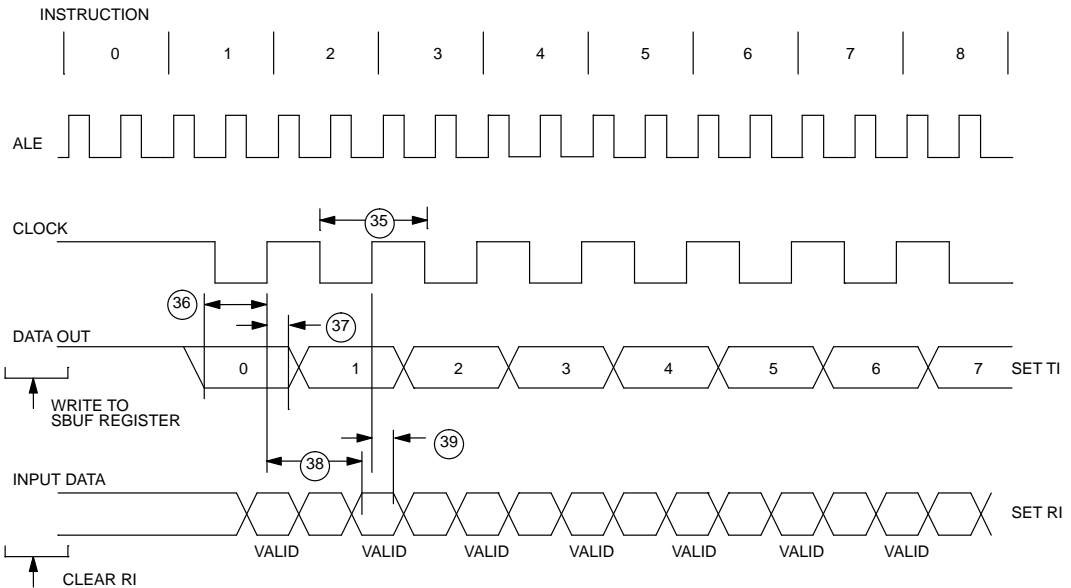 INSTRUCTION
0 1 2 3 4 5 6 7 8
ALE
35
CLOCK
36
37
DATA OUT
0 1 2 3 4 5 6 7 SET TI
WRITE TO
SBUF REGISTER
39
38
INPUT DATA
SET RI
VALID VALID VALID VALID VALID VALID VALID
CLEAR RI